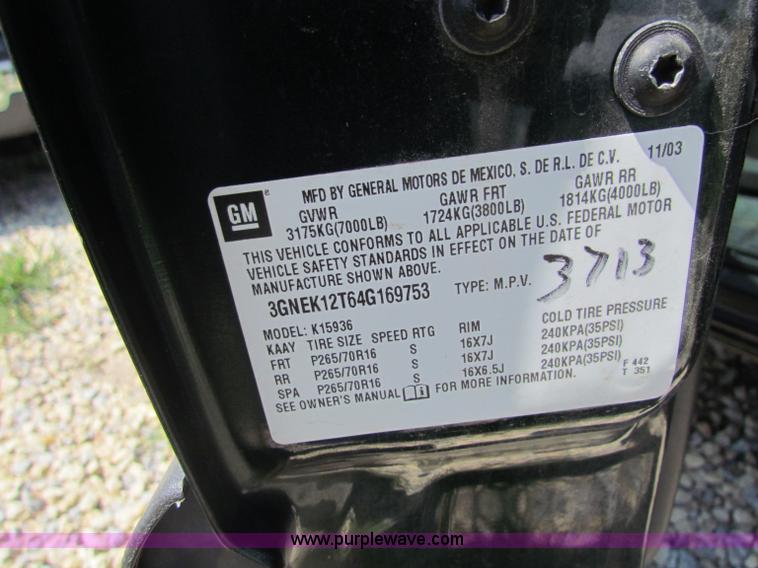 MFD BY GENERAL MOTORS DE MEXICO, S. DE R.L. DE C.V. 11/03
GM
GVWR GAWR FRT GAWR RR
3175KG(7000LB) 1724KG(3800LB) 1814KG(4000LB)
THIS VEHICLE CONFORMS TO ALL APPLICABLE U.S. FEDERAL MOTOR
VEHICLE SAFETY STANDARDS IN EFFECT ON THE DATE OF
MANUFACTURE SHOWN ABOVE.
3713
3GNEK12T64G169753 TYPE: M.P.V.
MODEL: K15936 COLD TIRE PRESSURE
KAAY TIRE SIZE SPEED RTG RIM
FRT P265/70R16 S 16X7J 240KPA(35PSI)
RR P265/70R16 S 16X7J 240KPA(35PSI)
SPA P265/70R16 S 16X6.5J 240KPA(35PSI)
SEE OWNER'S MANUAL FOR MORE INFORMATION.
F 442
T 351
www.purplewave.com